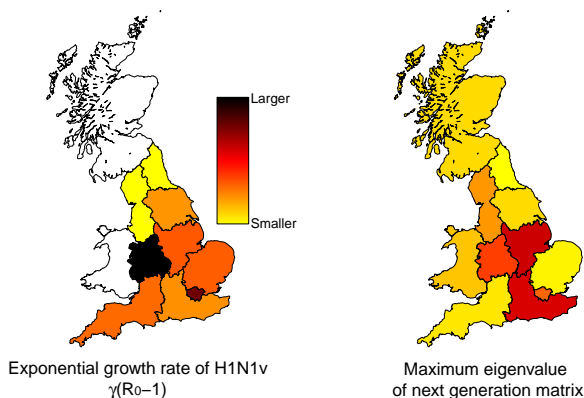 Larger
Smaller
Exponential growth rate of H1N1v
γ(R₀–1)
Maximum eigenvalue
of next generation matrix